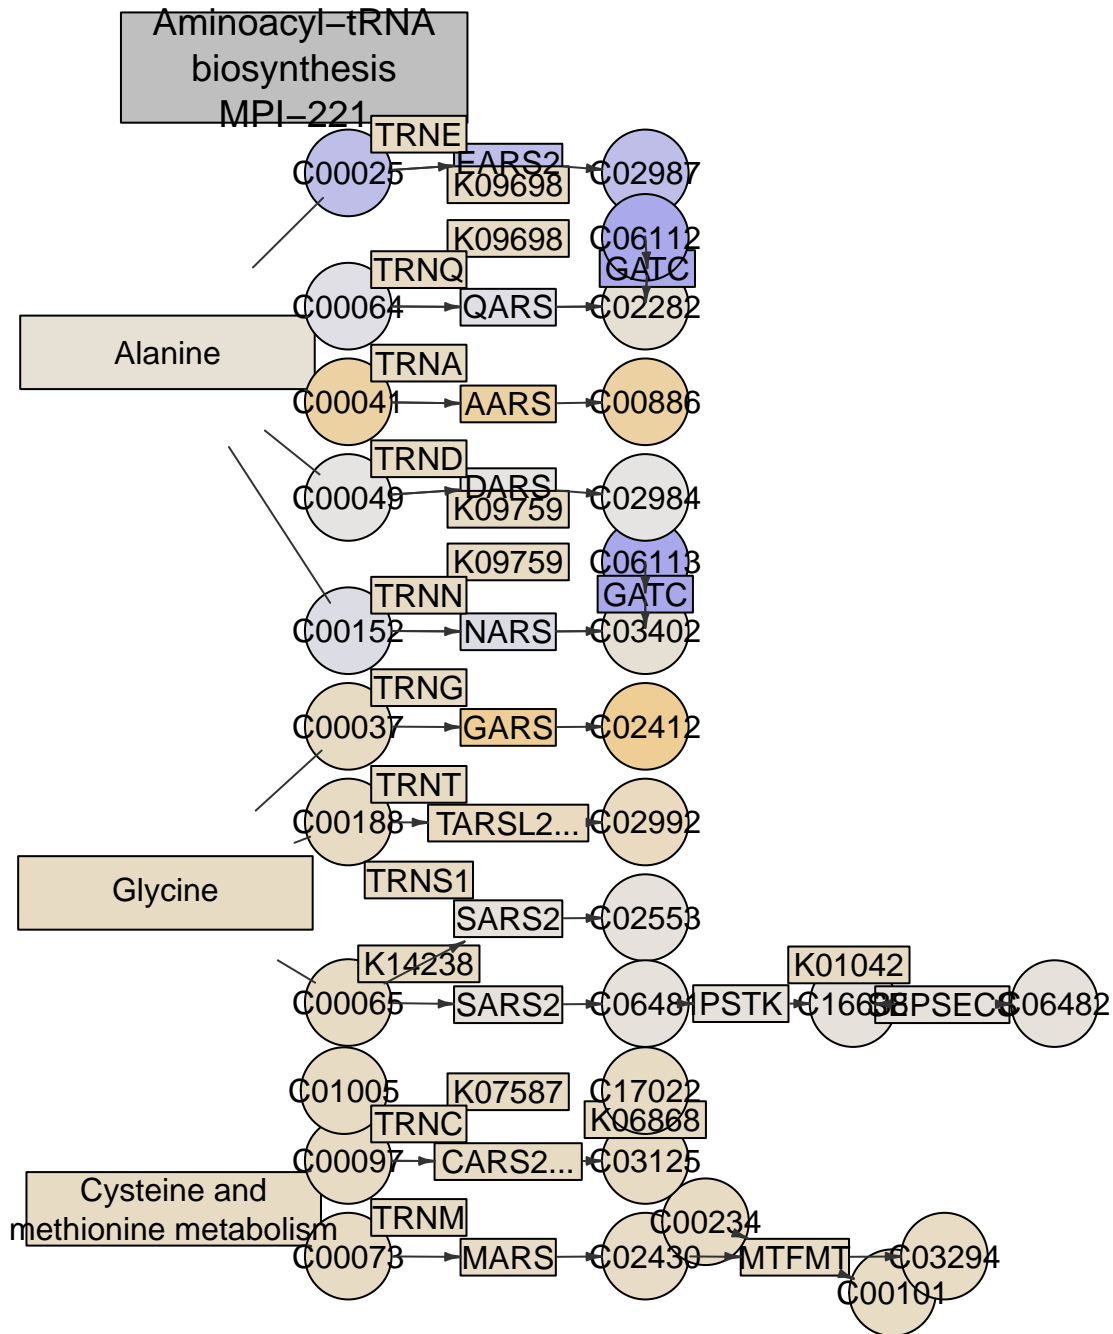 Aminoacyl−tRNA
biosynthesis
MPI−221
TRNE
C00025
EARS2
C02987
K09698
K09698
C06112
TRNQ
GATC
C00064
QARS
C02282
Alanine
TRNA
C00041
AARS
C00886
TRND
DARS
C00049
C02984
K09759
K09759
C06113
TRNN
GATC
C00152
NARS
C03402
TRNG
C00037
GARS
C02412
TRNT
C00188
TARSL2...
C02992
TRNS1
Glycine
SARS2
C02553
K14238
K01042
C00065
SARS2
C06481
PSTK
SEPSECS
C06482
C01005
K07587
C17022
TRNC
K06868
C00097
CARS2...
C03125
Cysteine and
methionine metabolism
TRNM
C00234
C00073
MARS
C02430
MTFMT
C03294
C00101